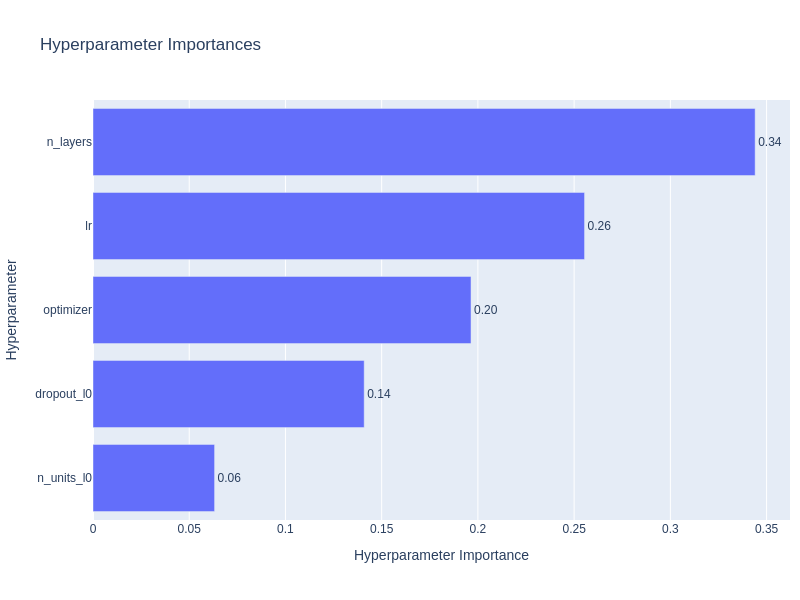 Hyperparameter Importances
n_layers
0.34
lr
0.26
optimizer
0.20
dropout_l0
0.14
n_units_l0
0.06
0
0.05
0.1
0.15
0.2
0.25
0.3
0.35
Hyperparameter Importance
Hyperparameter